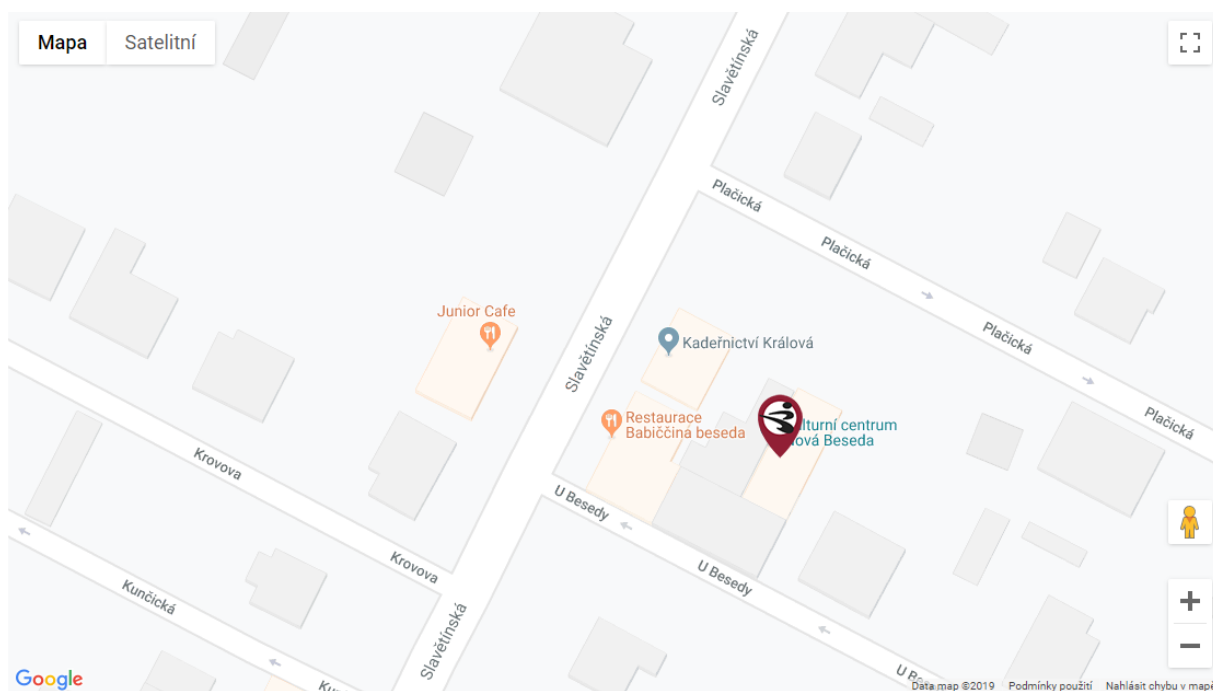 Mapa
Satelitní
Slavětínská
Plačická
Plačická
Junior Cafe
Plačická
Slavětínská
Kadeřnictví Králová
Plačická
Restaurace
Babiččina beseda
lturní centrum
ová Beseda
Krovova
U Besedy
Krovova
U Besedy
Kunčická
Slavětínská
Google
Data map ©2019
Podmínky použití
Nahlásit chybu v mapě